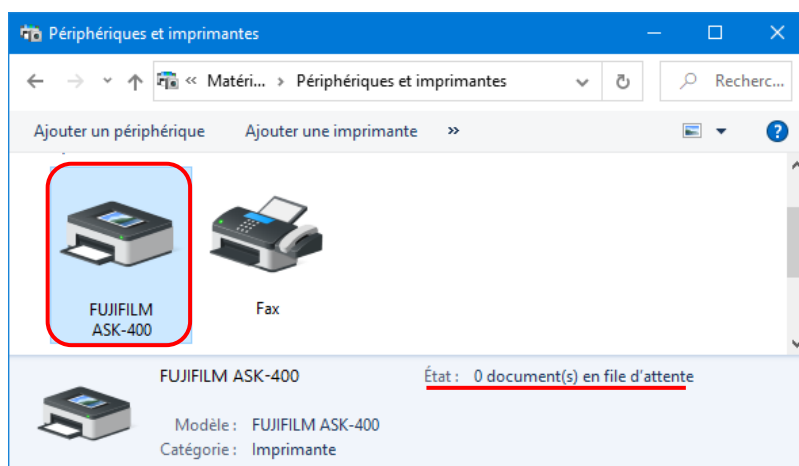 Périphériques et imprimantes
« Matéri... › Périphériques et imprimantes
Recherc...
Ajouter un périphérique Ajouter une imprimante »
FUJIFILM
ASK-400
Fax
FUJIFILM ASK-400 État : 0 document(s) en file d'attente
Modèle : FUJIFILM ASK-400
Catégorie : Imprimante